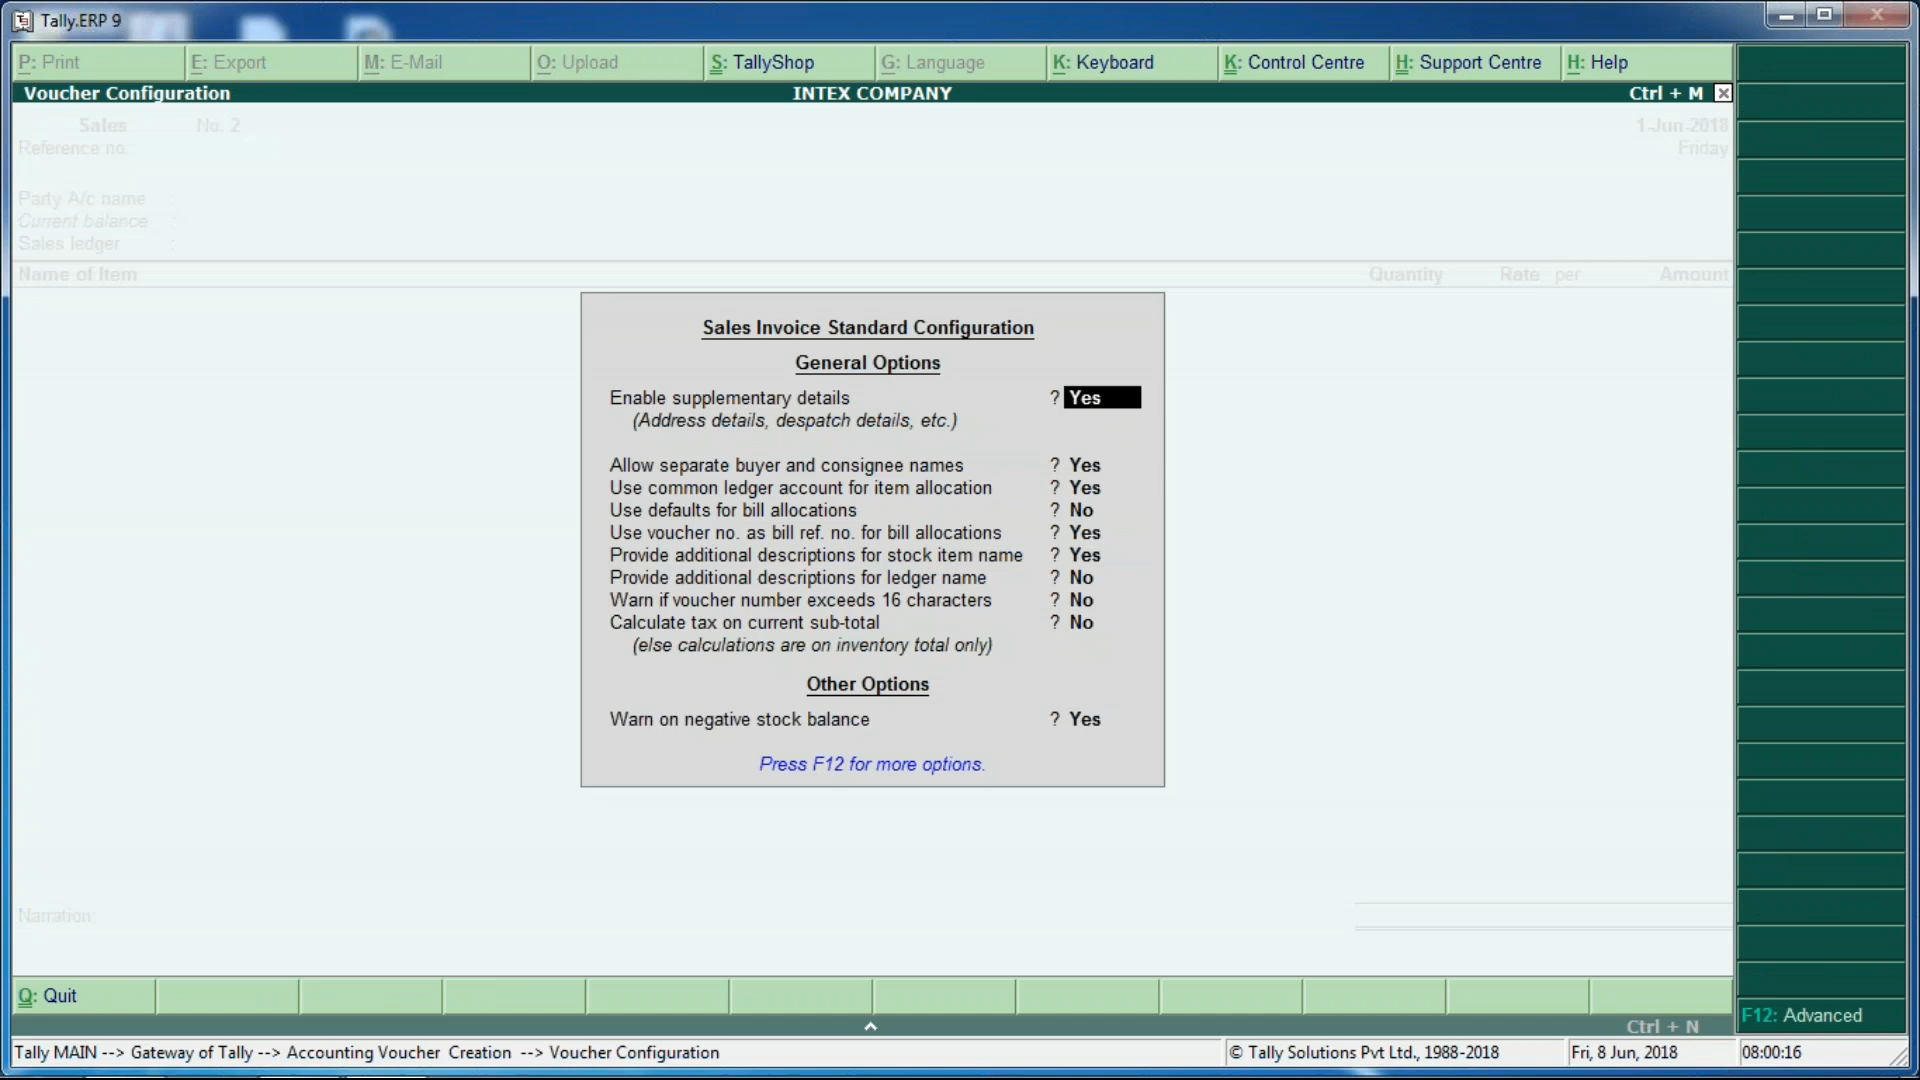 Tally.ERP 9
P: Print E: Export M: E-Mail O: Upload S: TallyShop G: Language K: Keyboard K: Control Centre H: Support Centre H: Help
Voucher Configuration INTEX COMPANY Ctrl + M
Sales No. 2 1-Jun-2018
Reference no.: Friday
Party A/c name :
Current balance :
Sales ledger :
Name of Item Quantity Rate per Amount
Sales Invoice Standard Configuration
General Options
Enable supplementary details ? Yes
(Address details, despatch details, etc.)
Allow separate buyer and consignee names ? Yes
Use common ledger account for item allocation ? Yes
Use defaults for bill allocations ? No
Use voucher no. as bill ref. no. for bill allocations ? Yes
Provide additional descriptions for stock item name ? Yes
Provide additional descriptions for ledger name ? No
Warn if voucher number exceeds 16 characters ? No
Calculate tax on current sub-total ? No
(else calculations are on inventory total only)
Other Options
Warn on negative stock balance ? Yes
Press F12 for more options.
Narration:
Q: Quit
F12: Advanced
Ctrl + N
Tally MAIN --> Gateway of Tally --> Accounting Voucher Creation --> Voucher Configuration © Tally Solutions Pvt Ltd., 1988-2018 Fri, 8 Jun, 2018 08:00:16